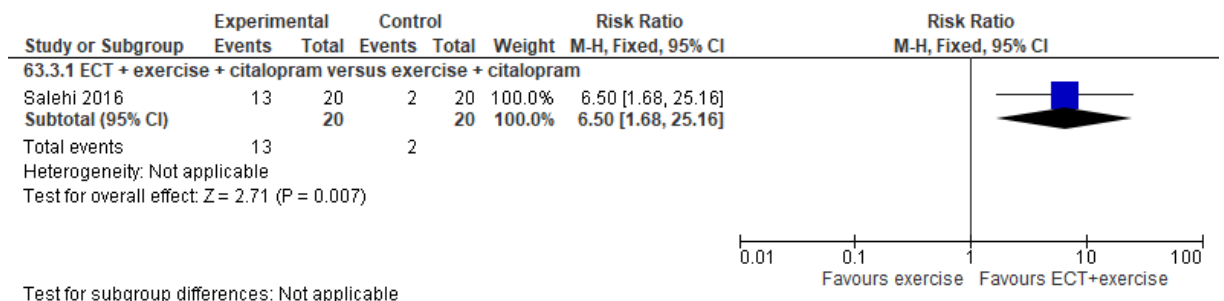 Experimental Control Risk Ratio Risk Ratio
Study or Subgroup Events Total Events Total Weight M-H, Fixed, 95% CI M-H, Fixed, 95% CI
63.3.1 ECT + exercise + citalopram versus exercise + citalopram
Salehi 2016 13 20 2 20 100.0% 6.50 [1.68, 25.16]
Subtotal (95% CI) 20 20 100.0% 6.50 [1.68, 25.16]
Total events 13 2
Heterogeneity: Not applicable
Test for overall effect: Z = 2.71 (P = 0.007)
0.01 0.1 1 10 100
Favours exercise Favours ECT+exercise
Test for subgroup differences: Not applicable